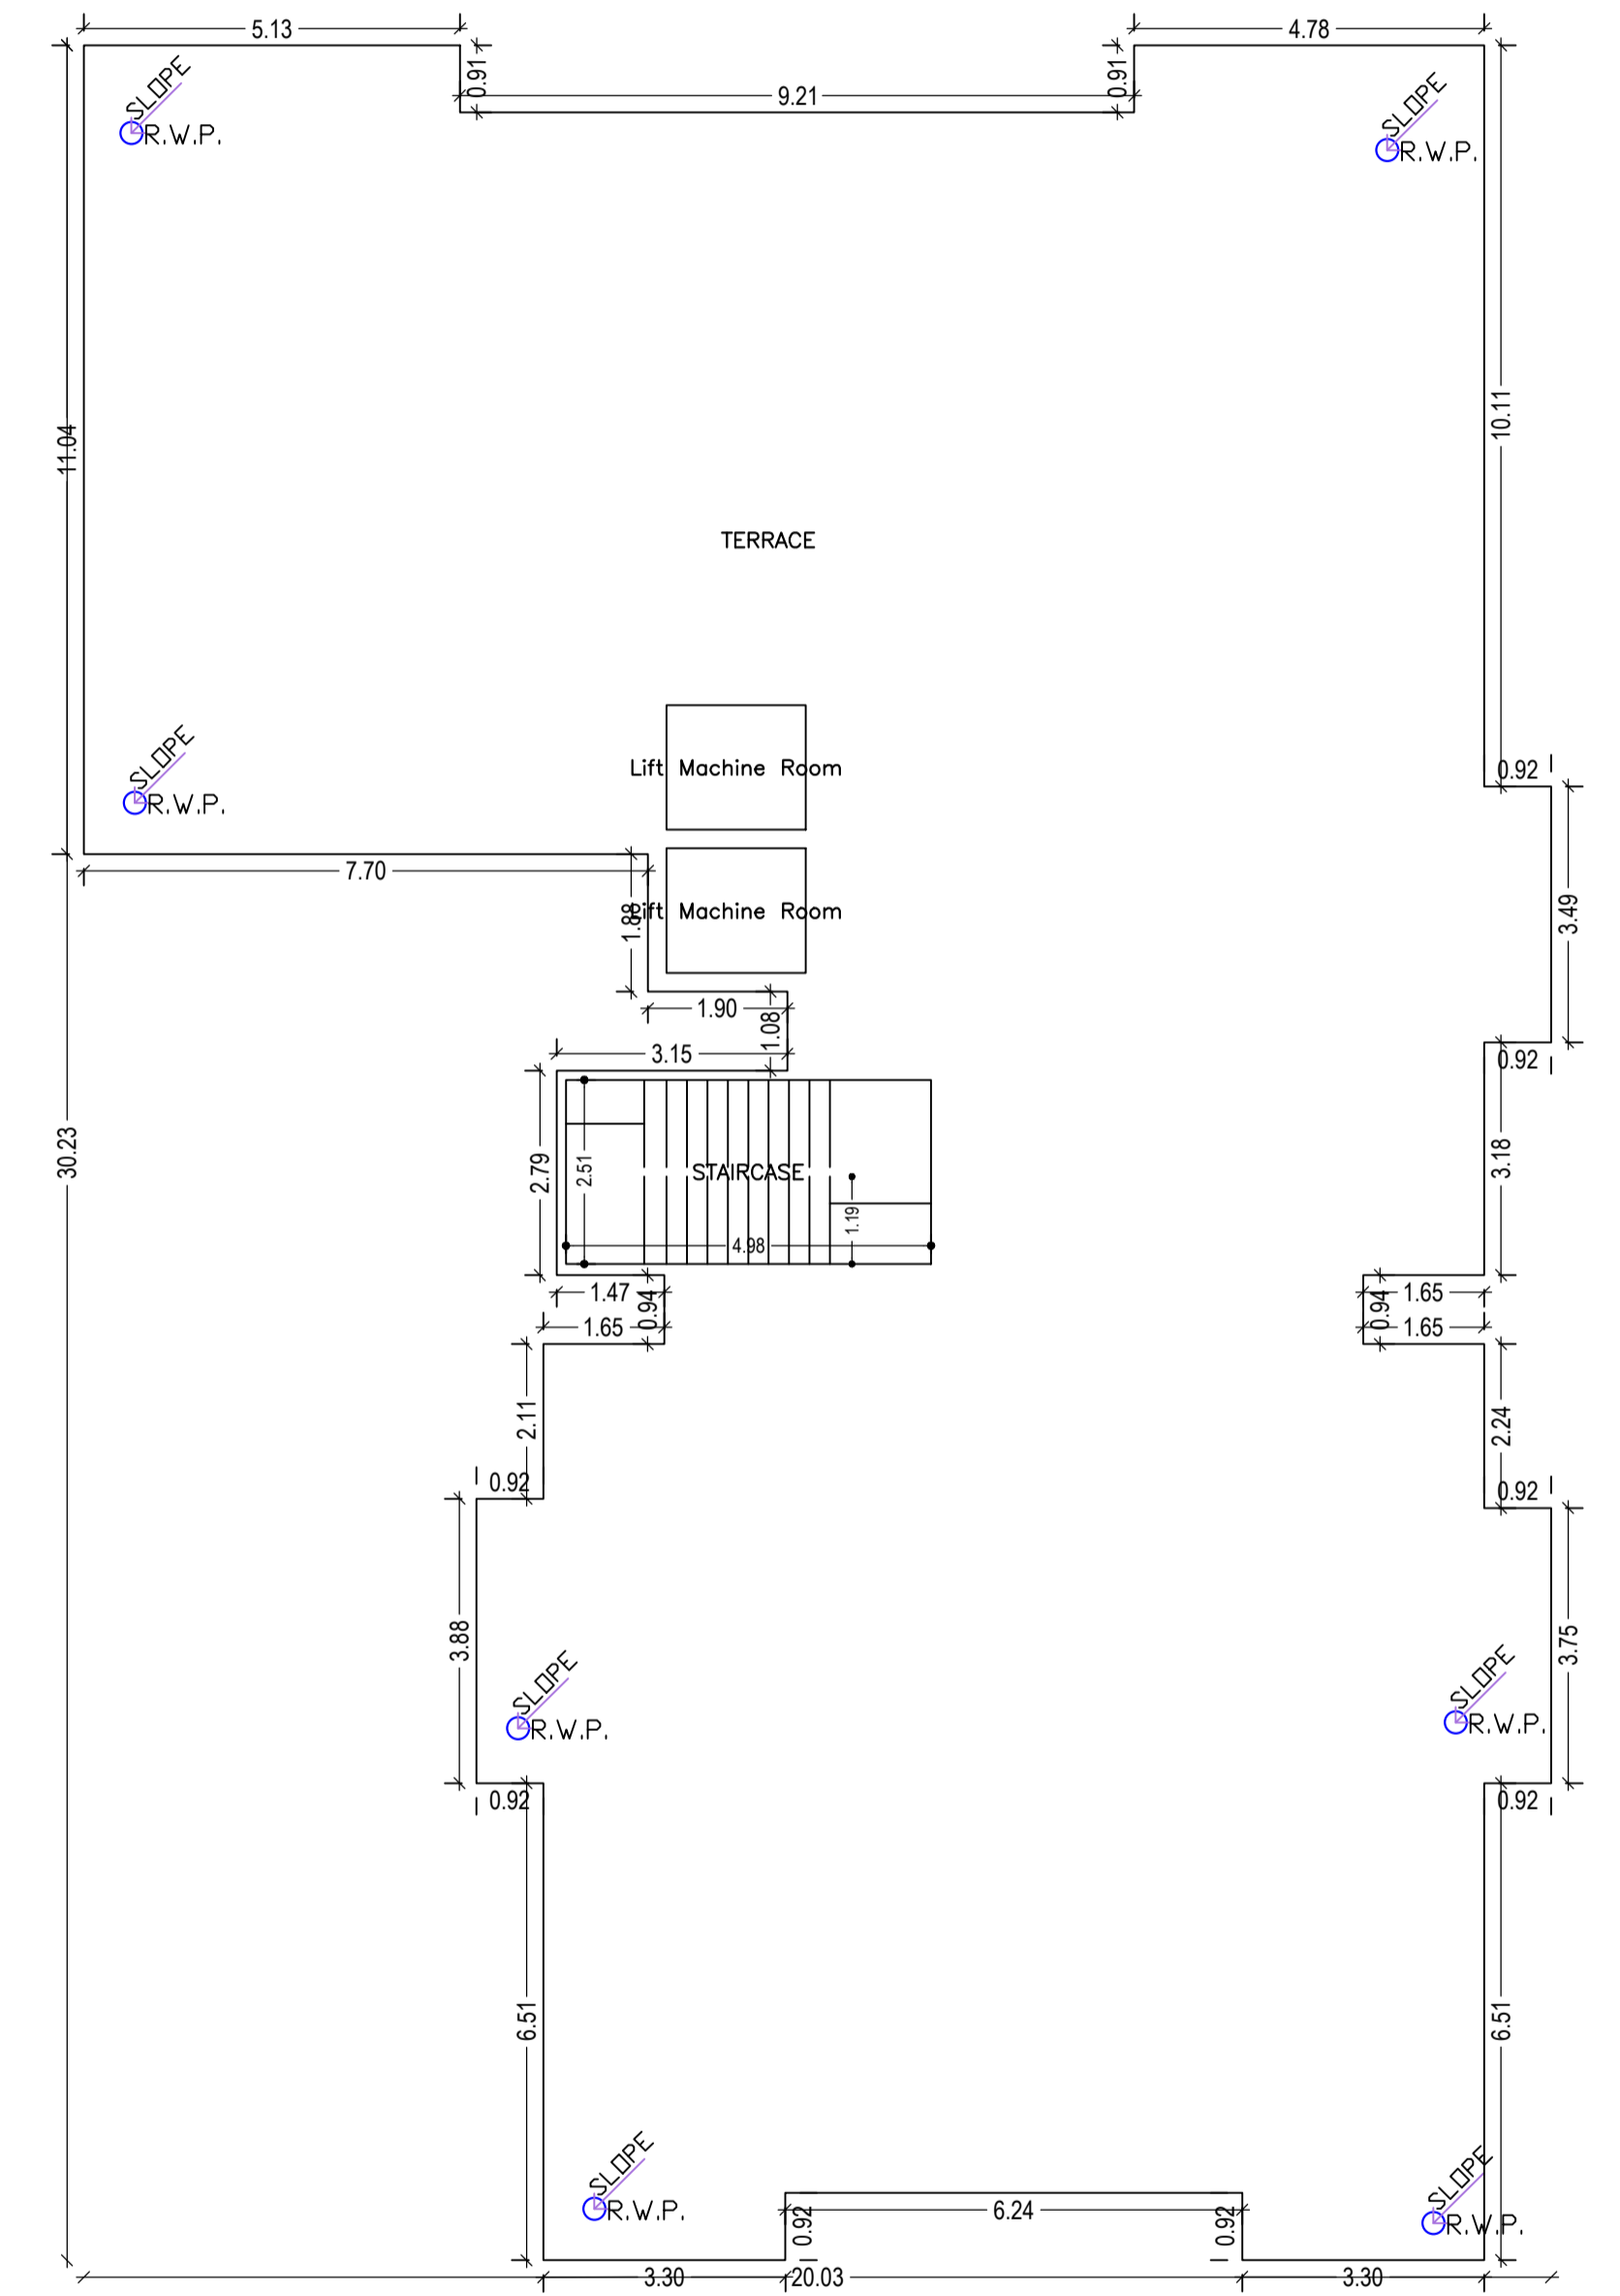 5.13
4.78
0.91
0.91
9.21
SLOPE
R.W.P.
SLOPE
R.W.P.
11.04
10.11
TERRACE
SLOPE
R.W.P.
Lift Machine Room
0.92
7.70
1.88
Lift Machine Room
3.49
1.90
1.08
3.15
0.92
30.23
2.79
2.51
STAIRCASE
3.18
1.19
4.98
1.47
0.94
1.65
0.94
1.65
1.65
2.11
2.24
0.92
0.92
3.88
3.75
SLOPE
R.W.P.
SLOPE
R.W.P.
0.92
0.92
6.51
6.51
SLOPE
R.W.P.
0.92
6.24
0.92
SLOPE
R.W.P.
3.30
20.03
3.30